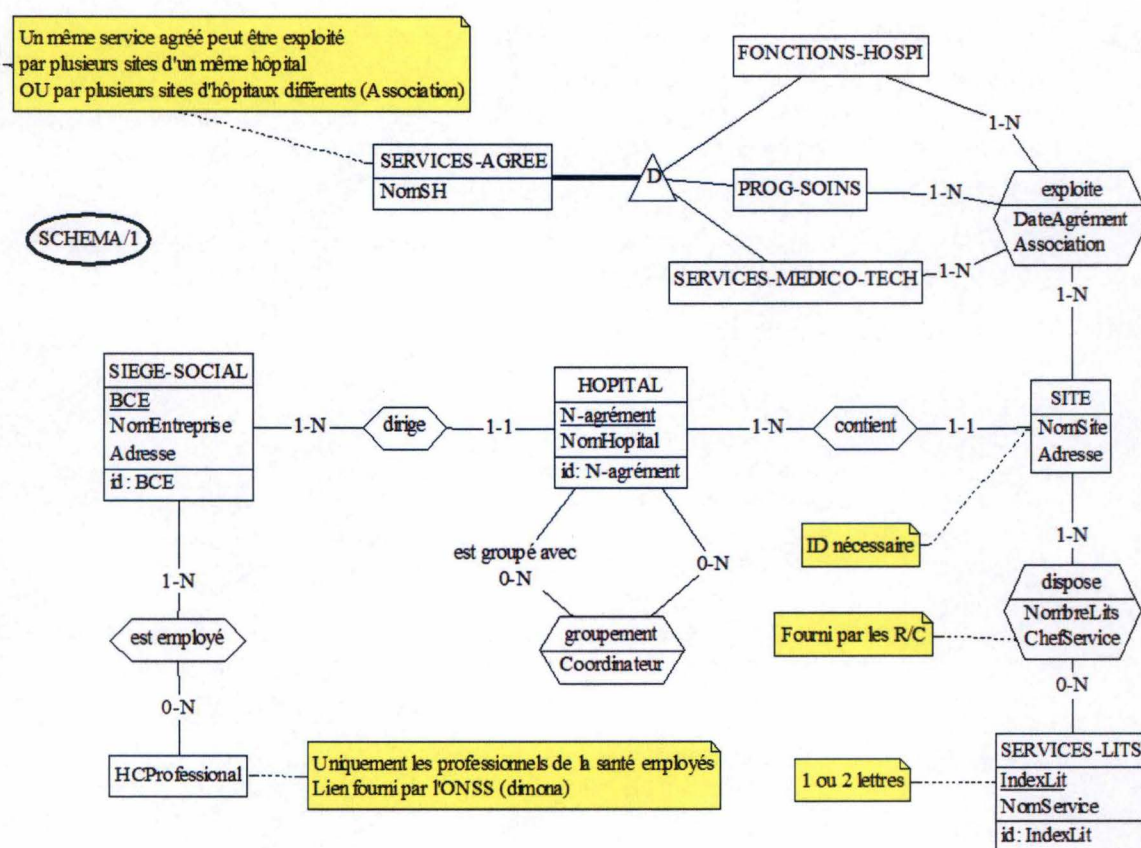 Un même service agréé peut être exploité
par plusieurs sites d'un même hôpital
OU par plusieurs sites d'hôpitaux différents (Association)
FONCTIONS-HOSPI
1-N
SERVICES-AGREE
NomSH
D
PROG-SOINS
1-N
exploite
DateAgrément
Association
SCHEMA/1
SERVICES-MEDICO-TECH
1-N
1-N
SIEGE-SOCIAL
BCE
NomEntreprise
Adresse
id: BCE
1-N
dirige
1-1
HOPITAL
N-agrément
NomHopital
id: N-agrément
1-N
contient
1-1
SITE
NomSite
Adresse
ID nécessaire
est groupé avec
0-N
0-N
1-N
1-N
est employé
groupement
Coordinateur
dispose
NombreLits
ChefService
Fourni par les R/C
0-N
0-N
HCProfessional
Uniquement les professionnels de la santé employés
Lien fourni par l'ONSS (dimona)
1 ou 2 lettres
SERVICES-LITS
IndexLit
NomService
id: IndexLit